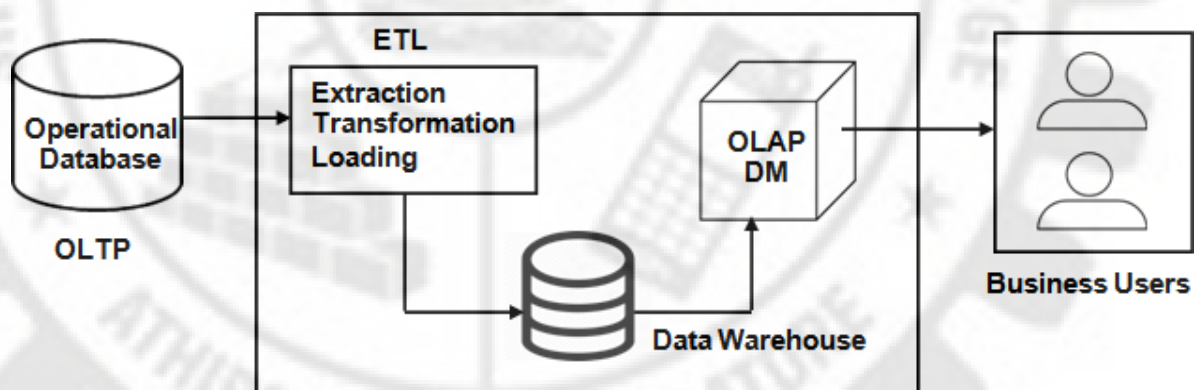 ETL
Extraction
Transformation
Loading
Operational
Database
OLTP
OLAP
DM
Data Warehouse
Business Users